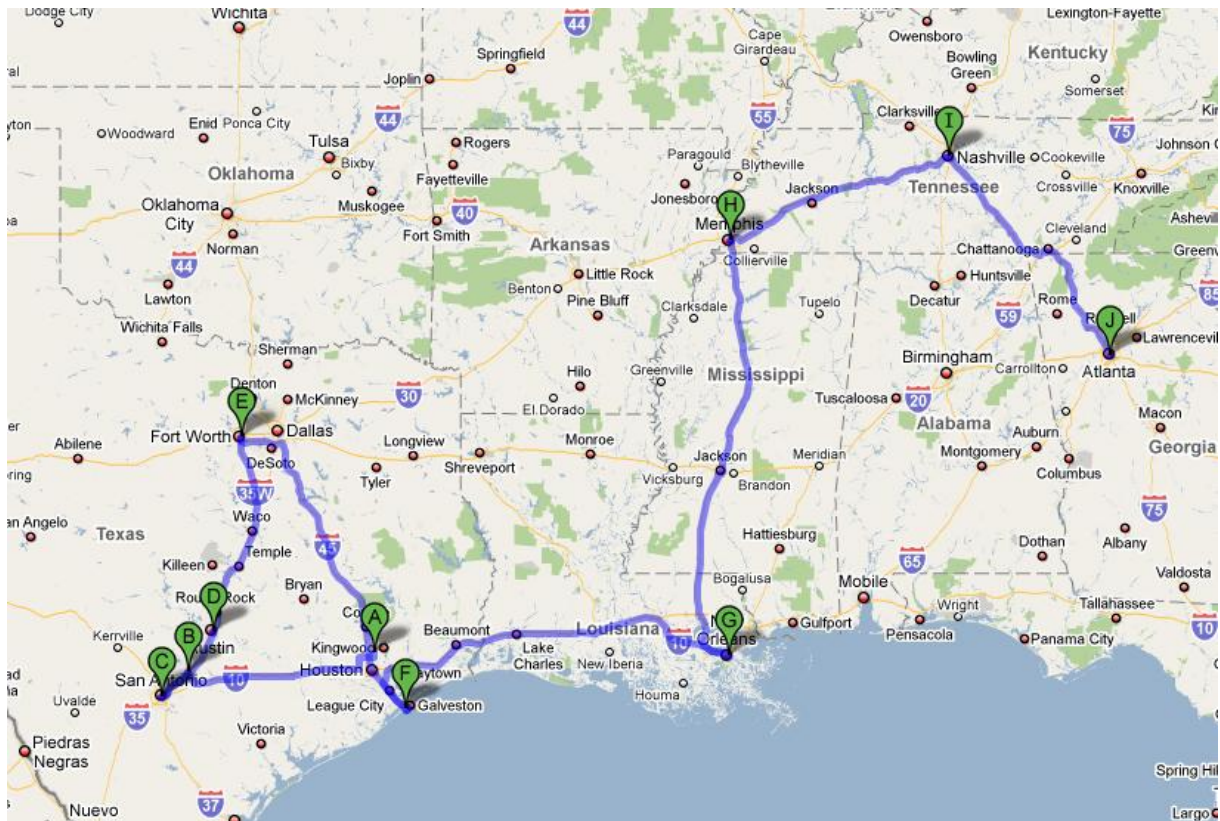 Dodge City
Wichita
44
Springfield
Cape
Girardeau
Owensboro
Lexington-Fayette
Kentucky
Bowling
Green
Somerset
Joplin
Woodward
Enid
Ponca City
44
Tulsa
Bixby
Rogers
Fayetteville
55
Paragould
Blytheville
Jonesboro
Clarksville
I
Nashville
Cookeville
75
Johnson C
Crossville
Knoxville
Tennessee
Oklahoma
Oklahoma
City
Norman
Muskogee
40
Fort Smith
Arkansas
H
Memphis
Jackson
Collierville
Cleveland
Chattanooga
Asheville
Greenv
44
Lawton
Little Rock
Benton
Pine Bluff
Clarksdale
Tupelo
Huntsville
Decatur
59
Rome
85
J
Lawrencevil
Atlanta
Wichita Falls
Sherman
Denton
McKinney
30
Hilo
El Dorado
Greenville
Mississippi
Birmingham
Tuscaloosa
20
Carrollton
E
Fort Worth
Dallas
DeSoto
Abilene
Longview
Tyler
Shreveport
Monroe
Jackson
Vicksburg
Brandon
Meridian
Alabama
Auburn
Montgomery
Columbus
Macon
Georgia
35W
Waco
Texas
Temple
Killeen
45
Bryan
Hattiesburg
65
Dothan
Albany
75
Valdosta
D
Bogalusa
Mobile
Kerrville
B
C
San Antonio
A
Kingwood
Houston
10
Beaumont
Lake
Charles
Louisiana
New Iberia
10
G
Orleans
Houma
Gulfport
Pensacola
Wright
Panama City
Tallahassee
10
Uvalde
35
F
League City
Galveston
Victoria
Piedras
Negras
Nuevo
37
Spring Hil
Largo